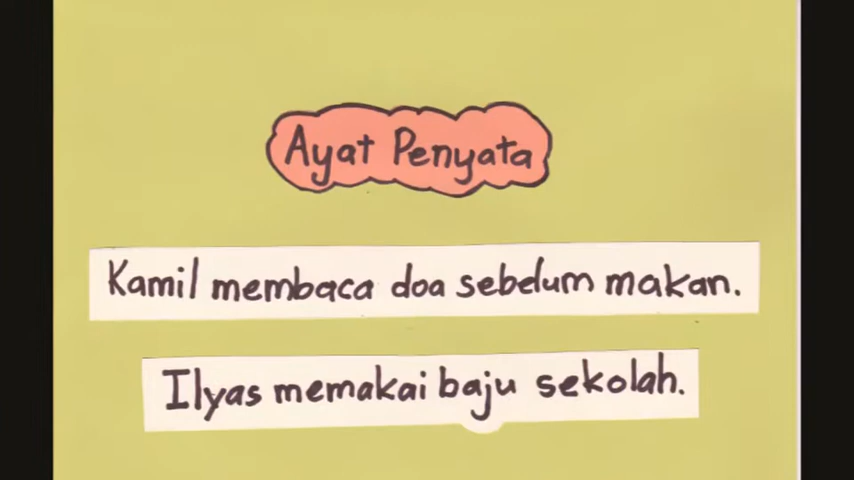 Ayat Penyata
Kamil membaca doa sebelum makan.
Ilyas memakai baju sekolah.